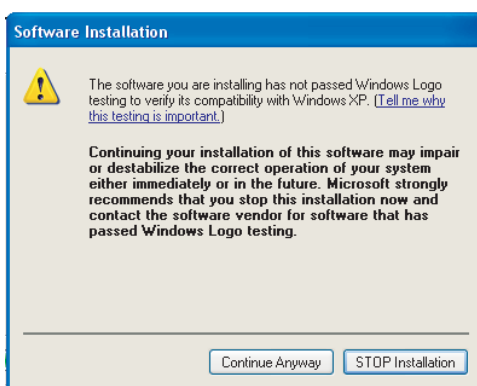 Software Installation
The software you are installing has not passed Windows Logo
testing to verify its compatibility with Windows XP. (Tell me why
this testing is important.)
Continuing your installation of this software may impair
or destabilize the correct operation of your system
either immediately or in the future. Microsoft strongly
recommends that you stop this installation now and
contact the software vendor for software that has
passed Windows Logo testing.
Continue Anyway
STOP Installation